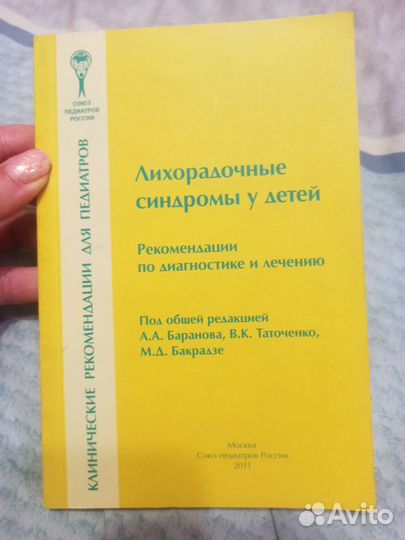 СОЮЗ
ПЕДИАТРОВ
РОССИИ
КЛИНИЧЕСКИЕ РЕКОМЕНДАЦИИ ДЛЯ ПЕДИАТРОВ
Лихорадочные
синдромы у детей
Рекомендации
по диагностике и лечению
Под общей редакцией
А.А. Баранова, В.К. Таточенко,
М.Д. Бакрадзе
Москва
Союз педиатров России
2011
Avito